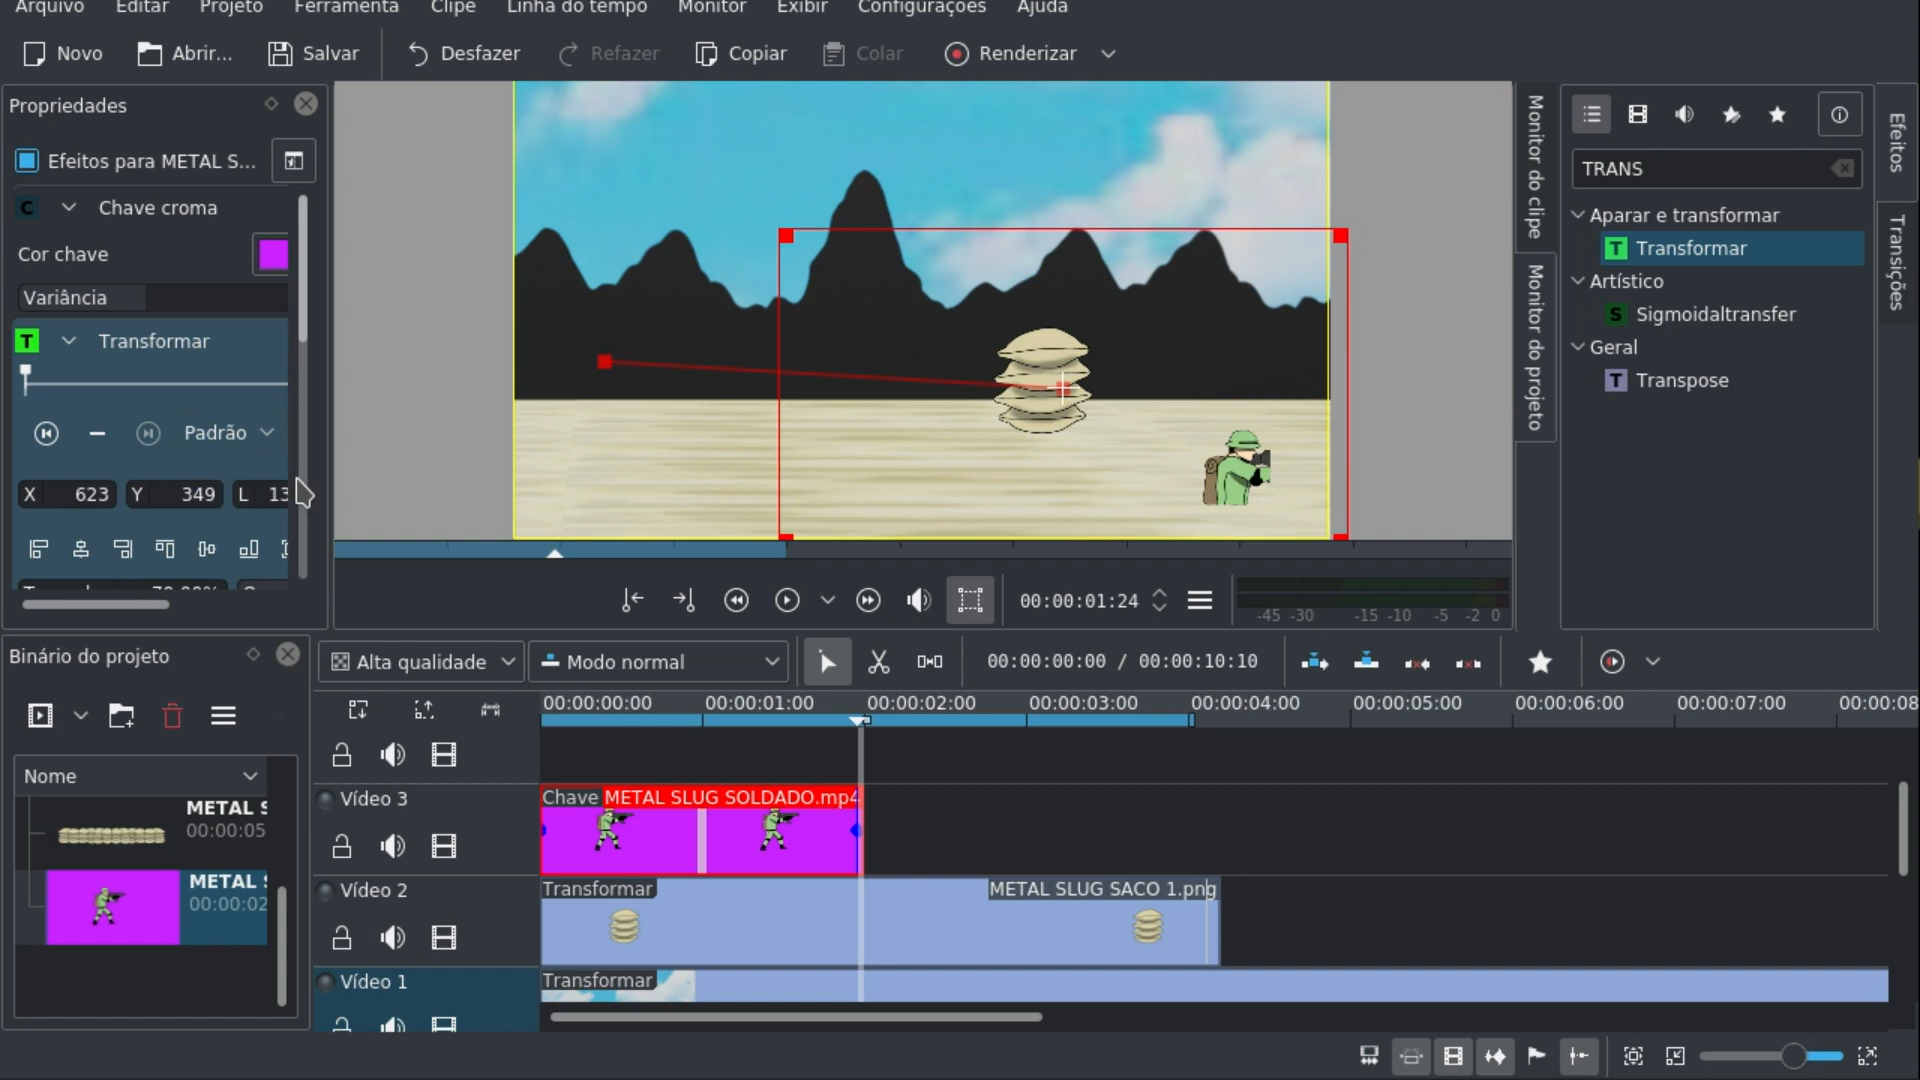 Arquivo Editar Projeto Ferramenta Clipe Linha do tempo Monitor Exibir Configurações Ajuda
Novo Abrir... Salvar Desfazer Refazer Copiar Colar Renderizar
Propriedades
Efeitos para METAL S...
C Chave croma
Cor chave
Variância
T Transformar
Padrão
X 623 Y 349 L 13
Monitor do clipe
Monitor do projeto
TRANS
Aparar e transformar
T Transformar
Artístico
S Sigmoidaltransfer
Geral
T Transpose
Efeitos
Transições
00:00:01:24
-45 -30 -15 -10 -5 -2 0
Binário do projeto
Alta qualidade Modo normal 00:00:00:00 / 00:00:10:10
Nome
METAL S
00:00:05
METAL S
00:00:02
00:00:00:00 00:00:01:00 00:00:02:00 00:00:03:00 00:00:04:00 00:00:05:00 00:00:06:00 00:00:07:00 00:00:08
Vídeo 3
Chave METAL SLUG SOLDADO.mp4
Vídeo 2
Transformar METAL SLUG SACO 1.png
Vídeo 1
Transformar